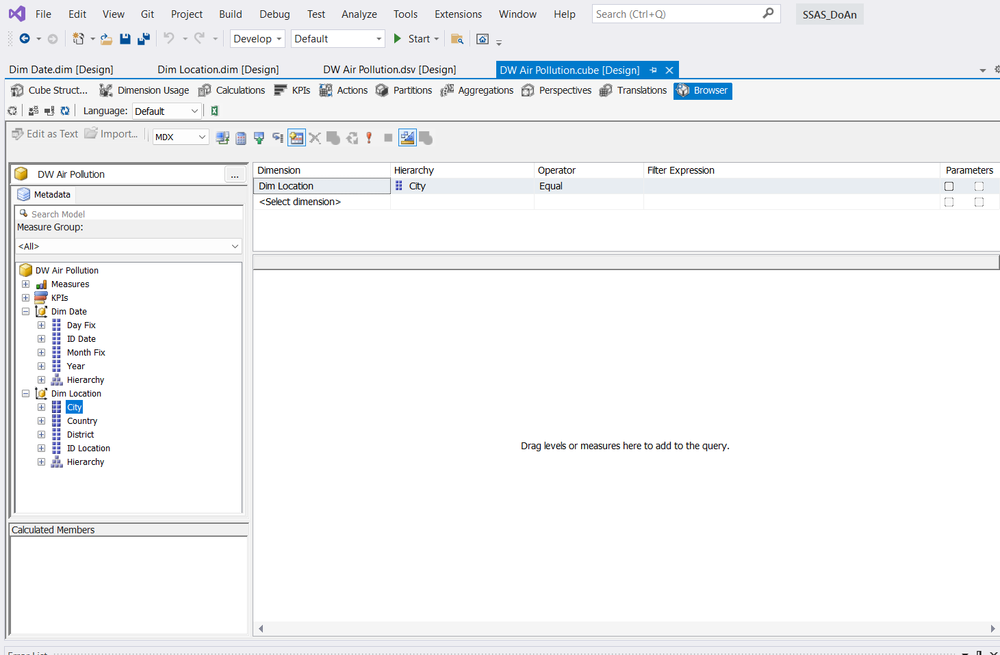 File Edit View Git Project Build Debug Test Analyze Tools Extensions Window Help Search (Ctrl+Q) SSAS_DoAn
Develop Default Start
Dim Date.dim [Design] Dim Location.dim [Design] DW Air Pollution.dsv [Design] DW Air Pollution.cube [Design]
Cube Struct... Dimension Usage Calculations KPIs Actions Partitions Aggregations Perspectives Translations Browser
Language: Default
Edit as Text Import... MDX
DW Air Pollution ...
Metadata
Search Model
Measure Group:
<All>
DW Air Pollution
Measures
KPIs
Dim Date
Day Fix
ID Date
Month Fix
Year
Hierarchy
Dim Location
City
Country
District
ID Location
Hierarchy
Calculated Members
Dimension Hierarchy Operator Filter Expression Parameters
Dim Location City Equal
<Select dimension>
Drag levels or measures here to add to the query.
Error List